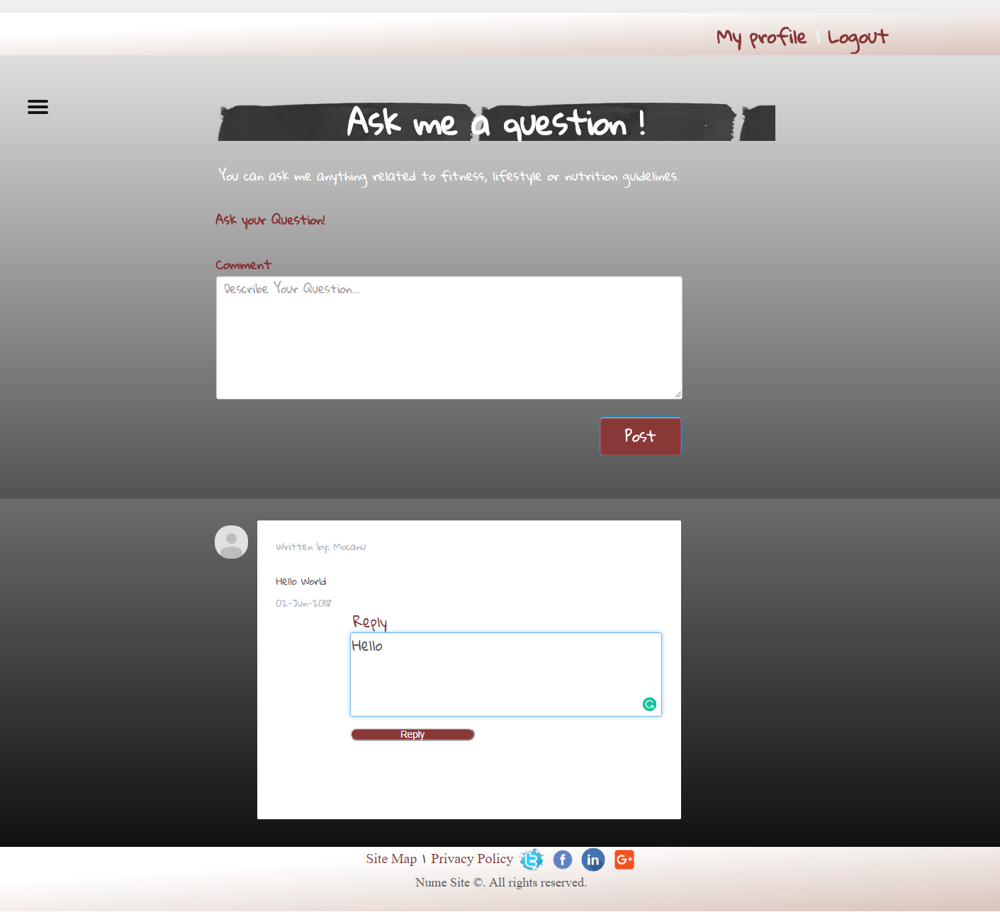 My profile | Logout
Ask me a question !
You can ask me anything related to fitness, lifestyle or nutrition guidelines.
Ask your Question!
Comment
Describe Your Question...
Post
Written by: Mocanu
Hello World
02-Jun-2018
Reply
Hello
Reply
Site Map | Privacy Policy
Nume Site ©. All rights reserved.